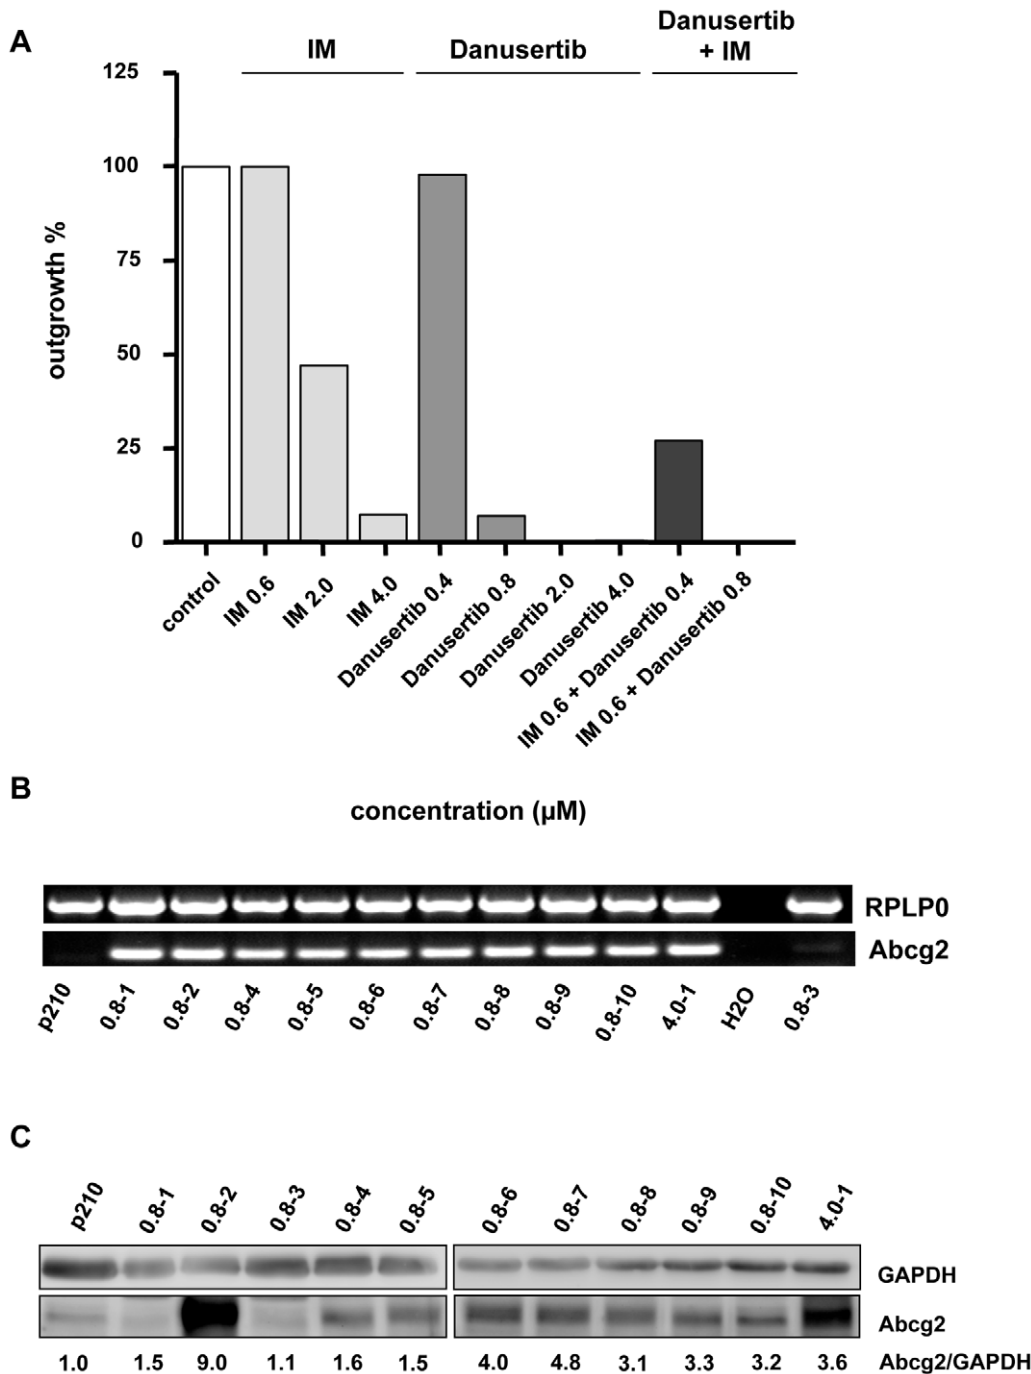 A
IM
Danusertib
Danusertib
+ IM
125
100
75
50
25
0
outgrowth %
control
IM 0.6
IM 2.0
IM 4.0
Danusertib 0.4
Danusertib 0.8
Danusertib 2.0
Danusertib 4.0
IM 0.6 + Danusertib 0.4
IM 0.6 + Danusertib 0.8
B
concentration (µM)
RPLP0
Abcg2
p210
0.8-1
0.8-2
0.8-4
0.8-5
0.8-6
0.8-7
0.8-8
0.8-9
0.8-10
4.0-1
H2O
0.8-3
C
p210
0.8-1
0.8-2
0.8-3
0.8-4
0.8-5
0.8-6
0.8-7
0.8-8
0.8-9
0.8-10
4.0-1
GAPDH
Abcg2
1.0 1.5 9.0 1.1 1.6 1.5 4.0 4.8 3.1 3.3 3.2 3.6 Abcg2/GAPDH